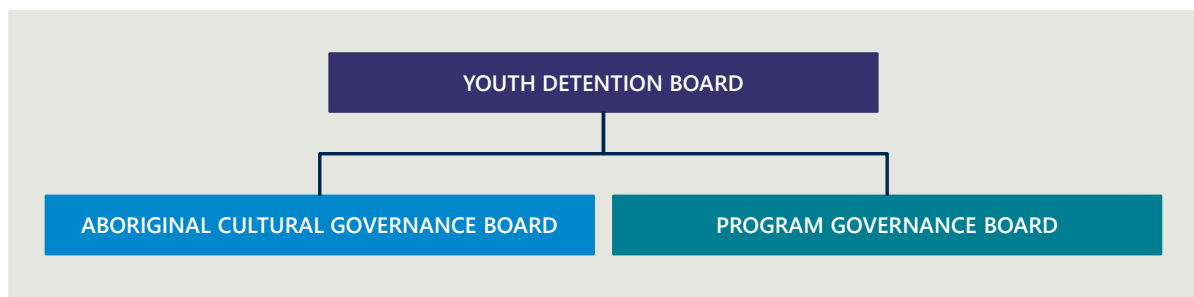 YOUTH DETENTION BOARD
ABORIGINAL CULTURAL GOVERNANCE BOARD
PROGRAM GOVERNANCE BOARD